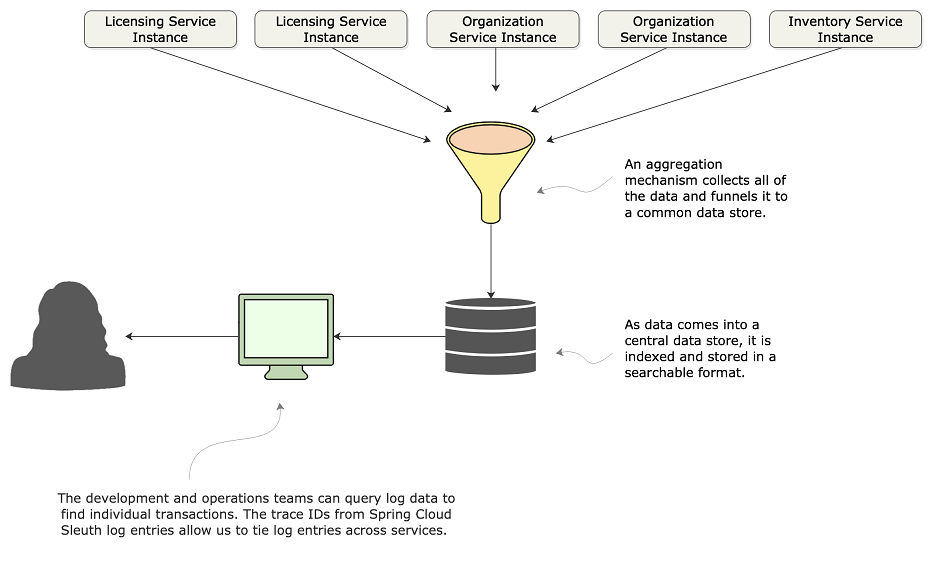 Licensing Service
Instance
Licensing Service
Instance
Organization
Service Instance
Organization
Service Instance
Inventory Service
Instance
An aggregation
mechanism collects all of
the data and funnels it to
a common data store.
As data comes into a
central data store, it is
indexed and stored in a
searchable format.
The development and operations teams can query log data to
find individual transactions. The trace IDs from Spring Cloud
Sleuth log entries allow us to tie log entries across services.